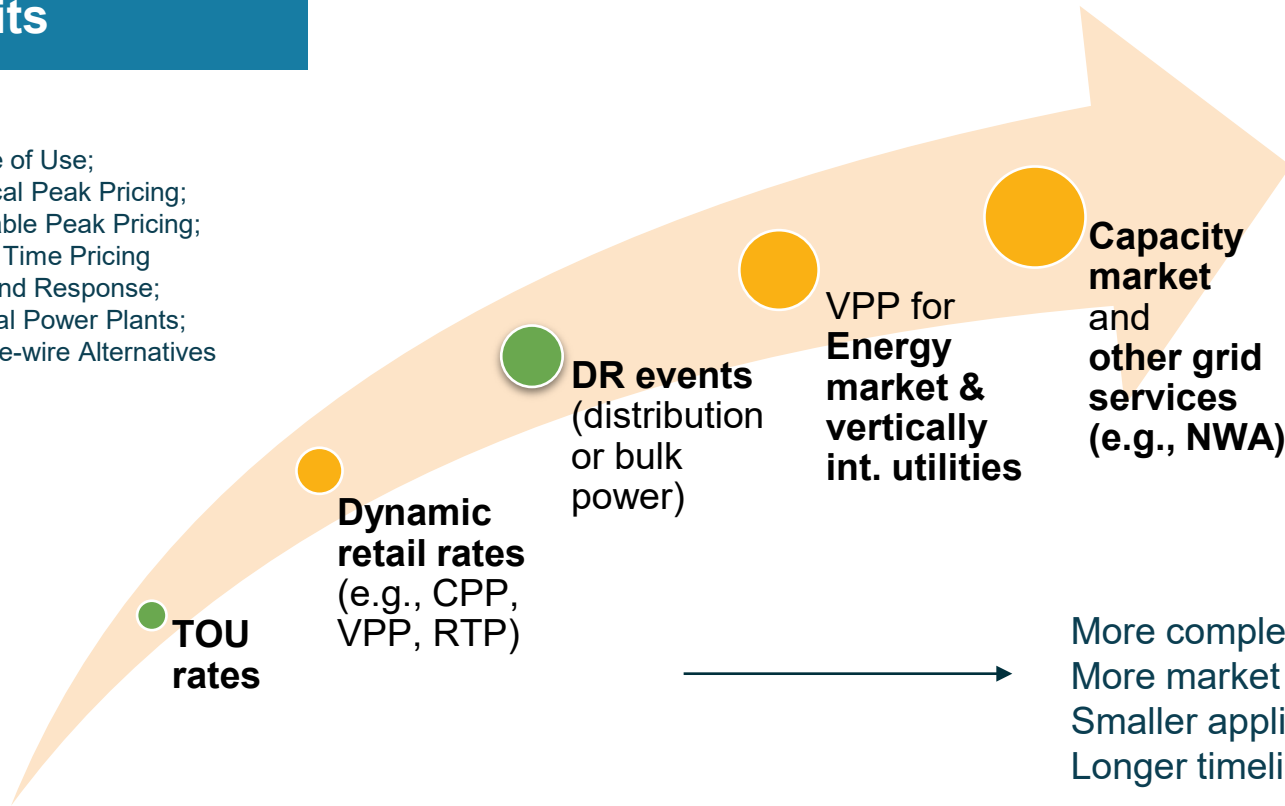 its
e of Use;
cal Peak Pricing;
able Peak Pricing;
Time Pricing
nd Response;
al Power Plants;
e-wire Alternatives
Capacity
market
and
other grid
services
(e.g., NWA)
VPP for
Energy
market &
vertically
int. utilities
DR events
(distribution
or bulk
power)
Dynamic
retail rates
(e.g., CPP,
VPP, RTP)
TOU
rates
More comple
More market
Smaller appli
Longer timeli